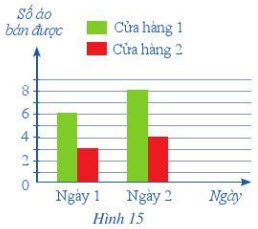 Số áo
bán được
Cửa hàng 1
Cửa hàng 2
8
6
4
2
0
Ngày 1
Ngày 2
Ngày
Hình 15